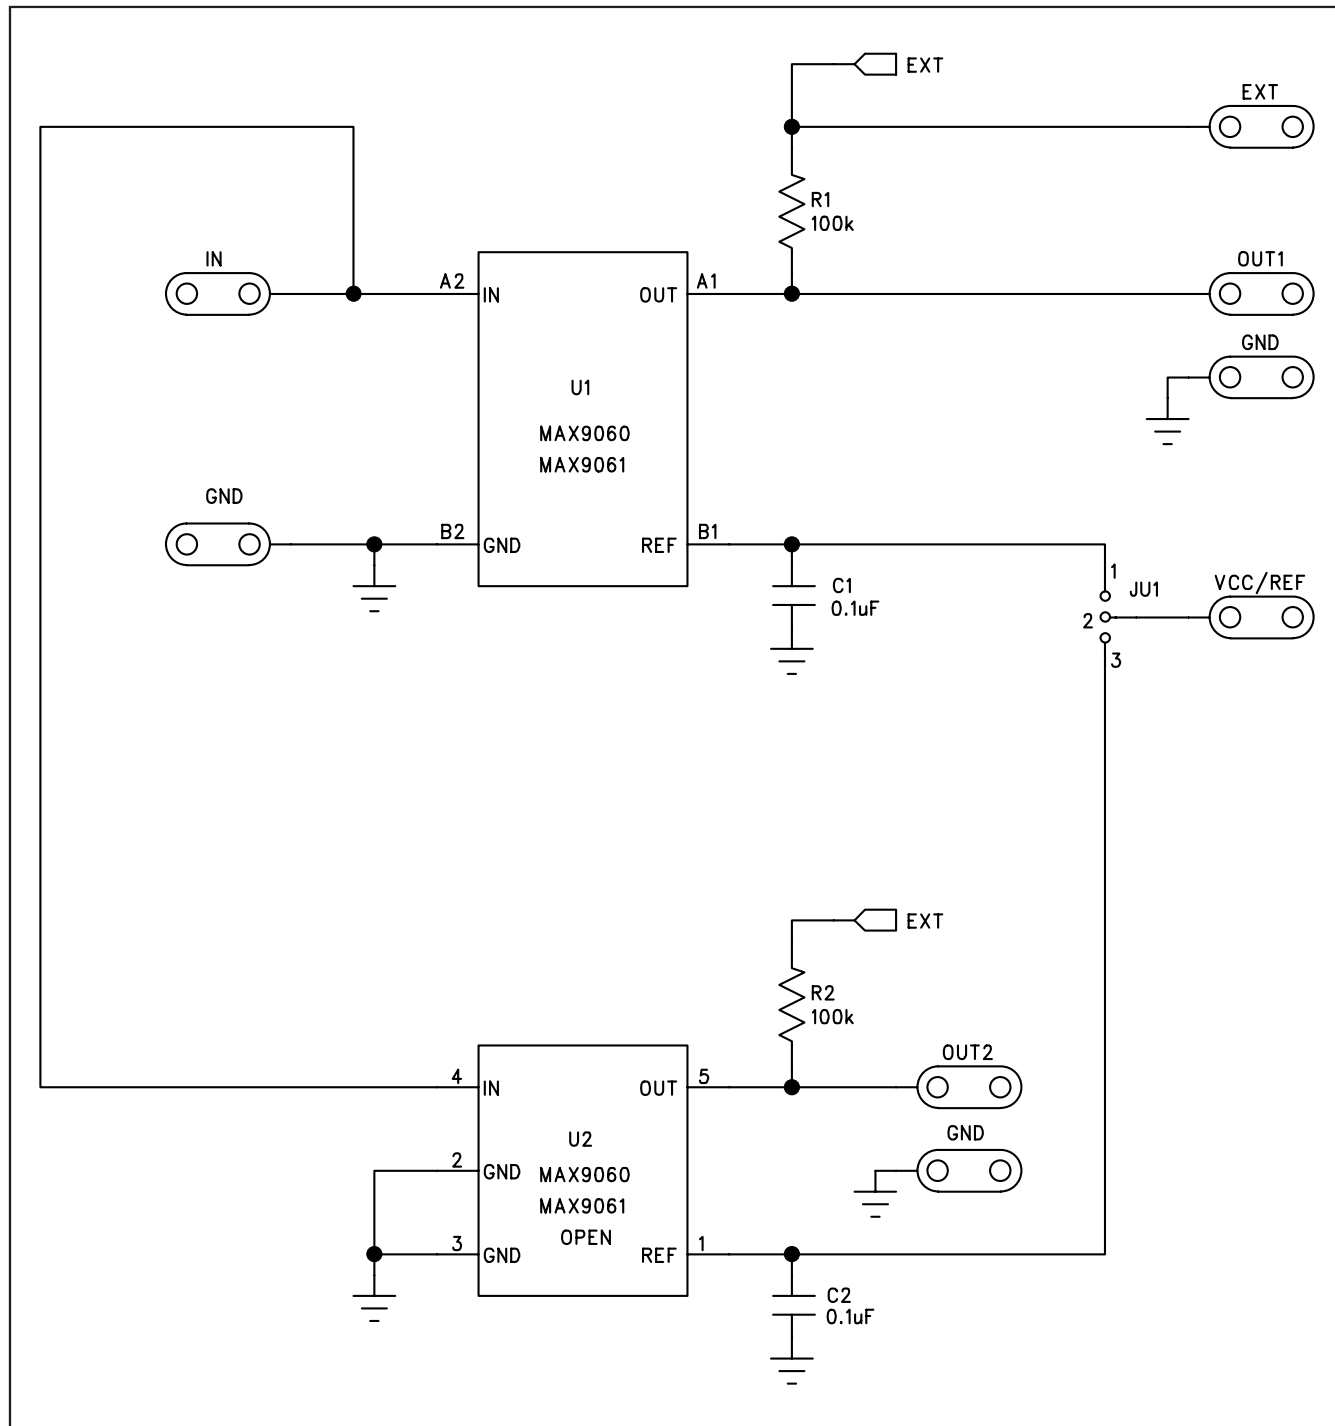 EXT
EXT
R1
100k
IN
OUT1
A2
IN
OUT
A1
GND
U1
MAX9060
MAX9061
GND
B2
GND
REF
B1
1
C1
0.1uF
JU1
VCC/REF
2
3
EXT
R2
100k
OUT2
4
IN
OUT
5
GND
U2
2
GND
MAX9060
MAX9061
OPEN
3
GND
REF
1
C2
0.1uF